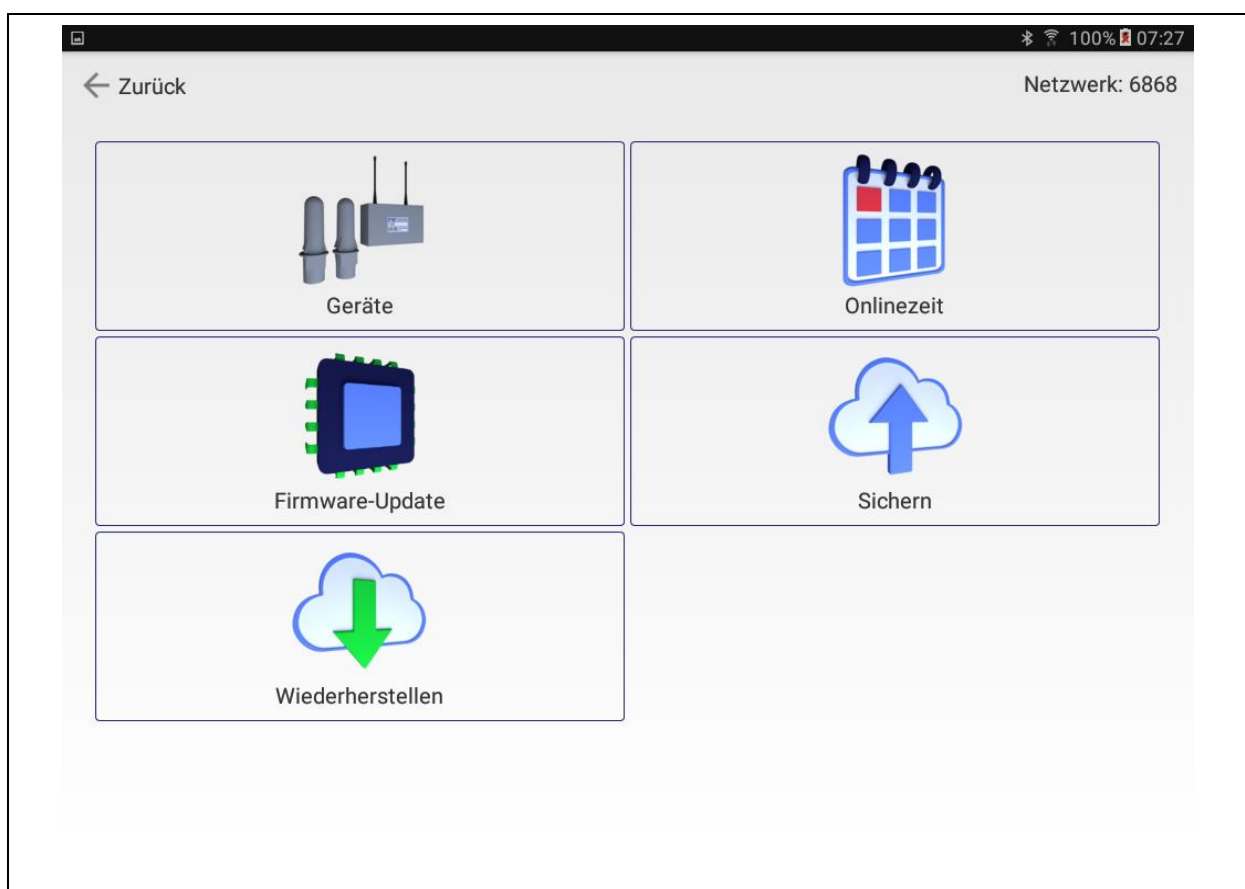 100% 07:27
Zurück
Netzwerk: 6868
Geräte
Onlinezeit
Firmware-Update
Sichern
Wiederherstellen